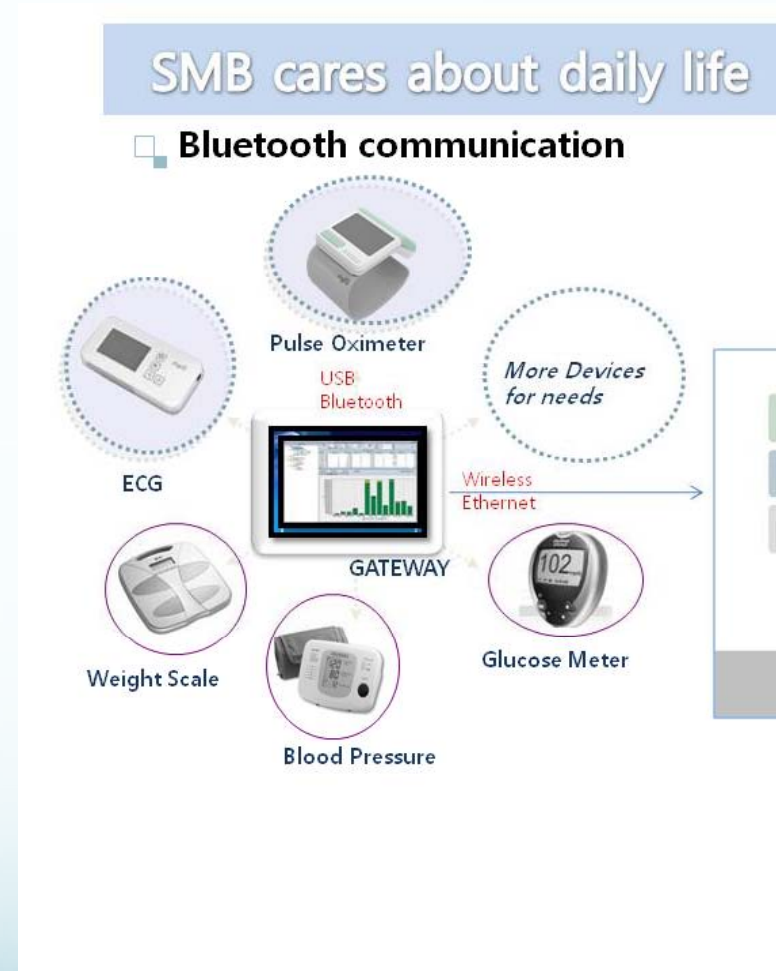 SMB cares about daily life
Bluetooth communication
Pulse Oximeter
More Devices
for needs
USB
Bluetooth
ECG
Wireless
Ethernet
GATEWAY
102
Glucose Meter
Weight Scale
Blood Pressure